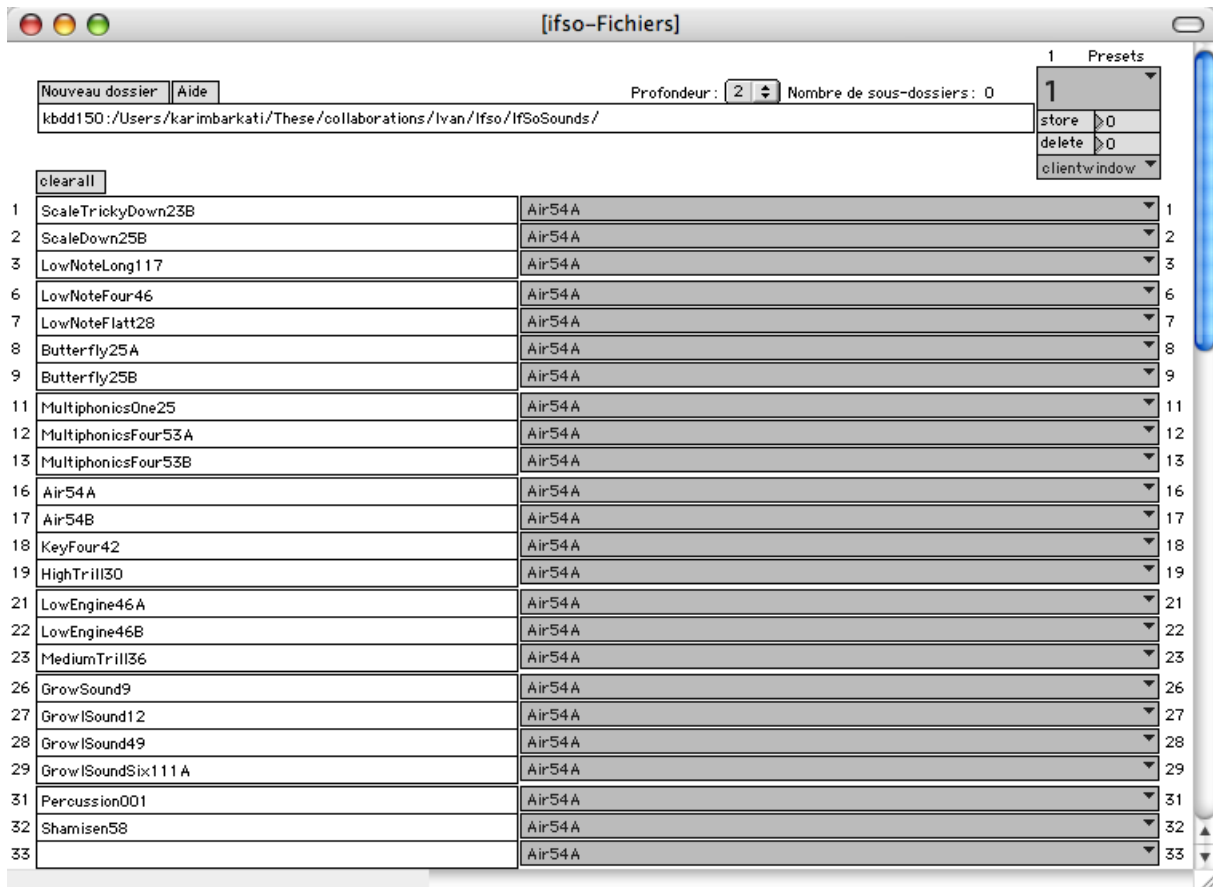 [ifso-Fichiers]
1 Presets
Nouveau dossier Aide Profondeur : 2 Nombre de sous-dossiers : 0 1
kbdd150:/Users/karimbarkati/These/collaborations/Ivan/Ifso/IfSoSounds/ store 0
delete 0
clientwindow
clearall
1 ScaleTrickyDown23B Air54A 1
2 ScaleDown25B Air54A 2
3 LowNoteLong117 Air54A 3
6 LowNoteFour46 Air54A 6
7 LowNoteFlatt28 Air54A 7
8 Butterfly25A Air54A 8
9 Butterfly25B Air54A 9
11 MultiphonicsOne25 Air54A 11
12 MultiphonicsFour53A Air54A 12
13 MultiphonicsFour53B Air54A 13
16 Air54A Air54A 16
17 Air54B Air54A 17
18 KeyFour42 Air54A 18
19 HighTrill30 Air54A 19
21 LowEngine46A Air54A 21
22 LowEngine46B Air54A 22
23 MediumTrill36 Air54A 23
26 GrowSound9 Air54A 26
27 GrowlSound12 Air54A 27
28 GrowlSound49 Air54A 28
29 GrowlSoundSix111A Air54A 29
31 Percussion001 Air54A 31
32 Shamisen58 Air54A 32
33 Air54A 33